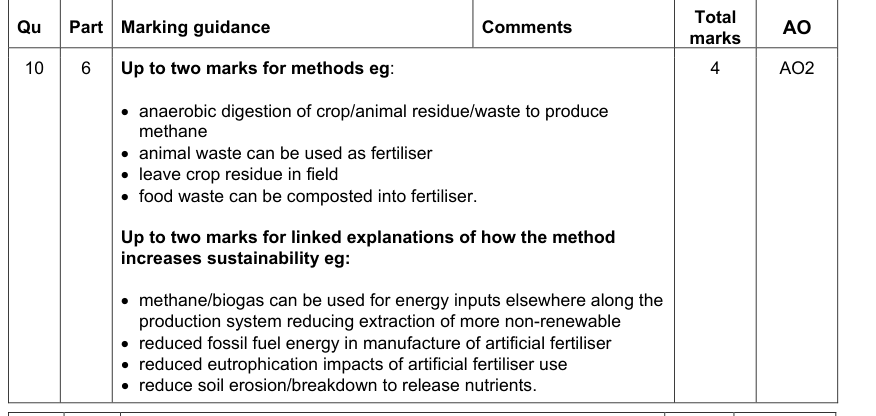 Qu Part Marking guidance Comments Total marks AO
10 6 Up to two marks for methods eg: 4 AO2
• anaerobic digestion of crop/animal residue/waste to produce
methane
• animal waste can be used as fertiliser
• leave crop residue in field
• food waste can be composted into fertiliser.
Up to two marks for linked explanations of how the method
increases sustainability eg:
• methane/biogas can be used for energy inputs elsewhere along the
production system reducing extraction of more non-renewable
• reduced fossil fuel energy in manufacture of artificial fertiliser
• reduced eutrophication impacts of artificial fertiliser use
• reduce soil erosion/breakdown to release nutrients.